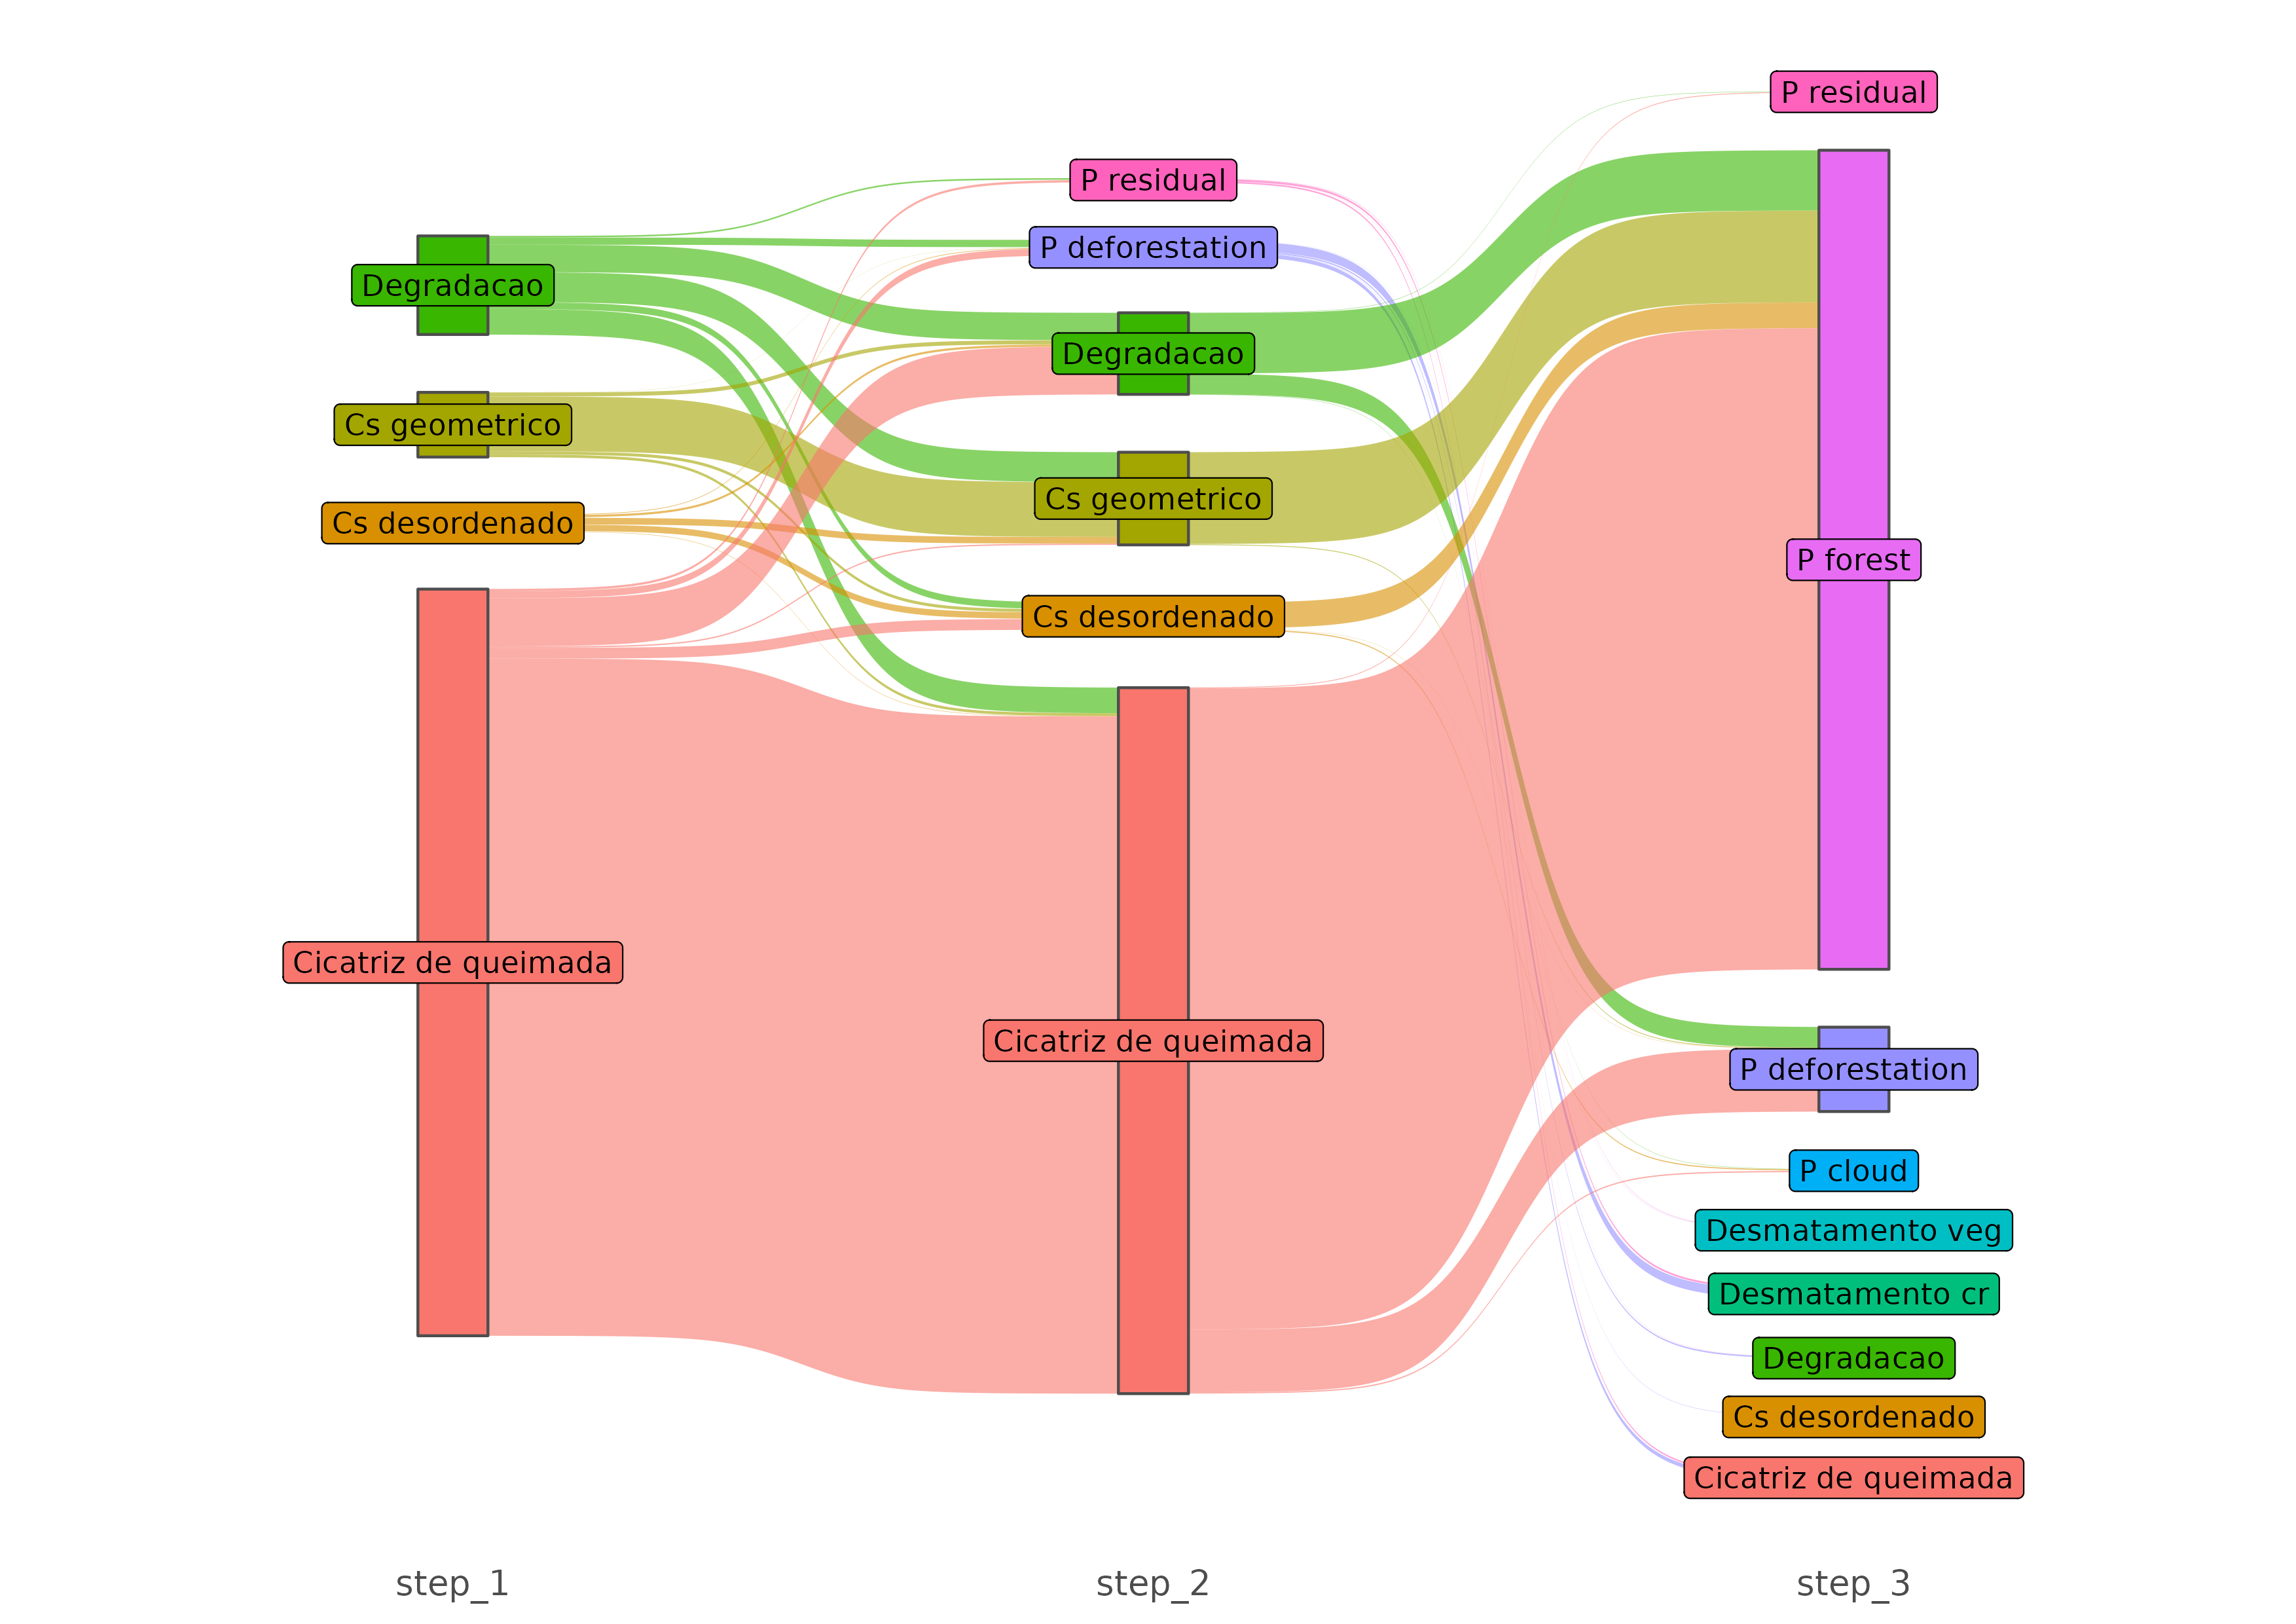 Degradacao
Cs geometrico
Cs desordenado
Cicatriz de queimada
P residual
P deforestation
Degradacao
Cs geometrico
Cs desordenado
Cicatriz de queimada
P residual
P forest
P deforestation
P cloud
Desmatamento veg
Desmatamento cr
Degradacao
Cs desordenado
Cicatriz de queimada
step_1
step_2
step_3